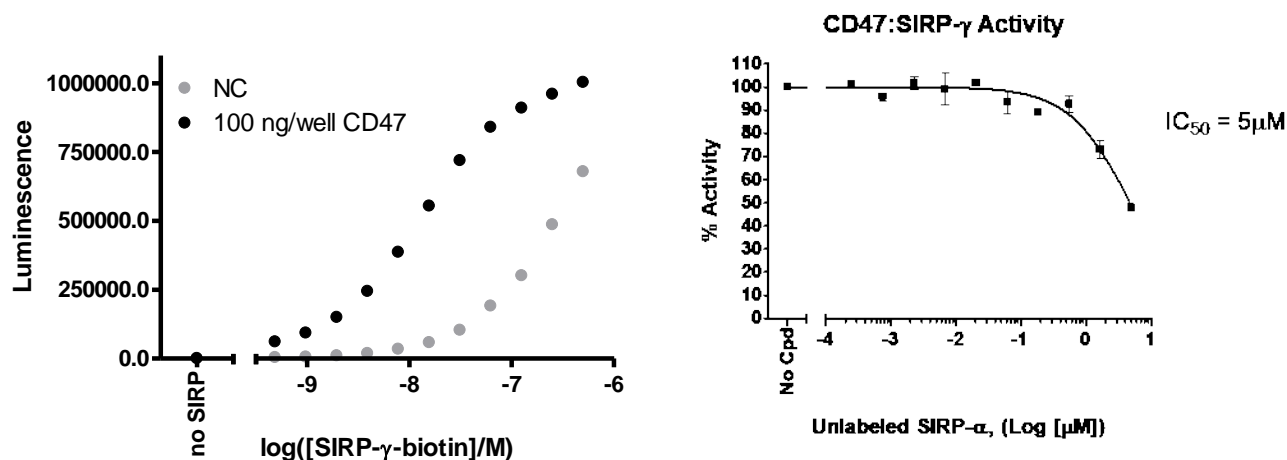 1000000.0
750000.0
500000.0
250000.0
0.0
Luminescence
NC
100 ng/well CD47
no SIRP
-9
-8
-7
-6
log([SIRP-γ-biotin]/M)
CD47:SIRP-γ Activity
110
100
90
80
70
60
50
40
30
20
10
0
% Activity
IC₅₀ = 5μM
No Cpd
-4
-3
-2
-1
0
1
Unlabeled SIRP-α, (Log [μM])